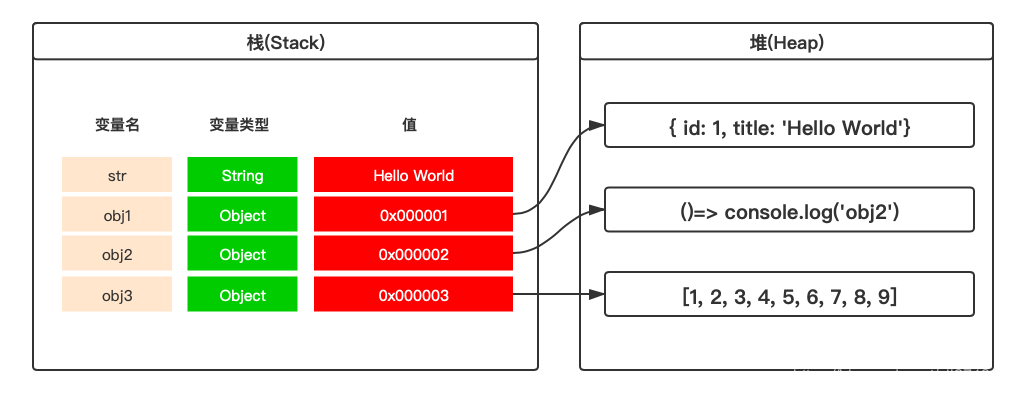 栈(Stack)
堆(Heap)
变量名 变量类型 值
str String Hello World
obj1 Object 0x000001
obj2 Object 0x000002
obj3 Object 0x000003
{ id: 1, title: 'Hello World'}
()=> console.log('obj2')
[1, 2, 3, 4, 5, 6, 7, 8, 9]